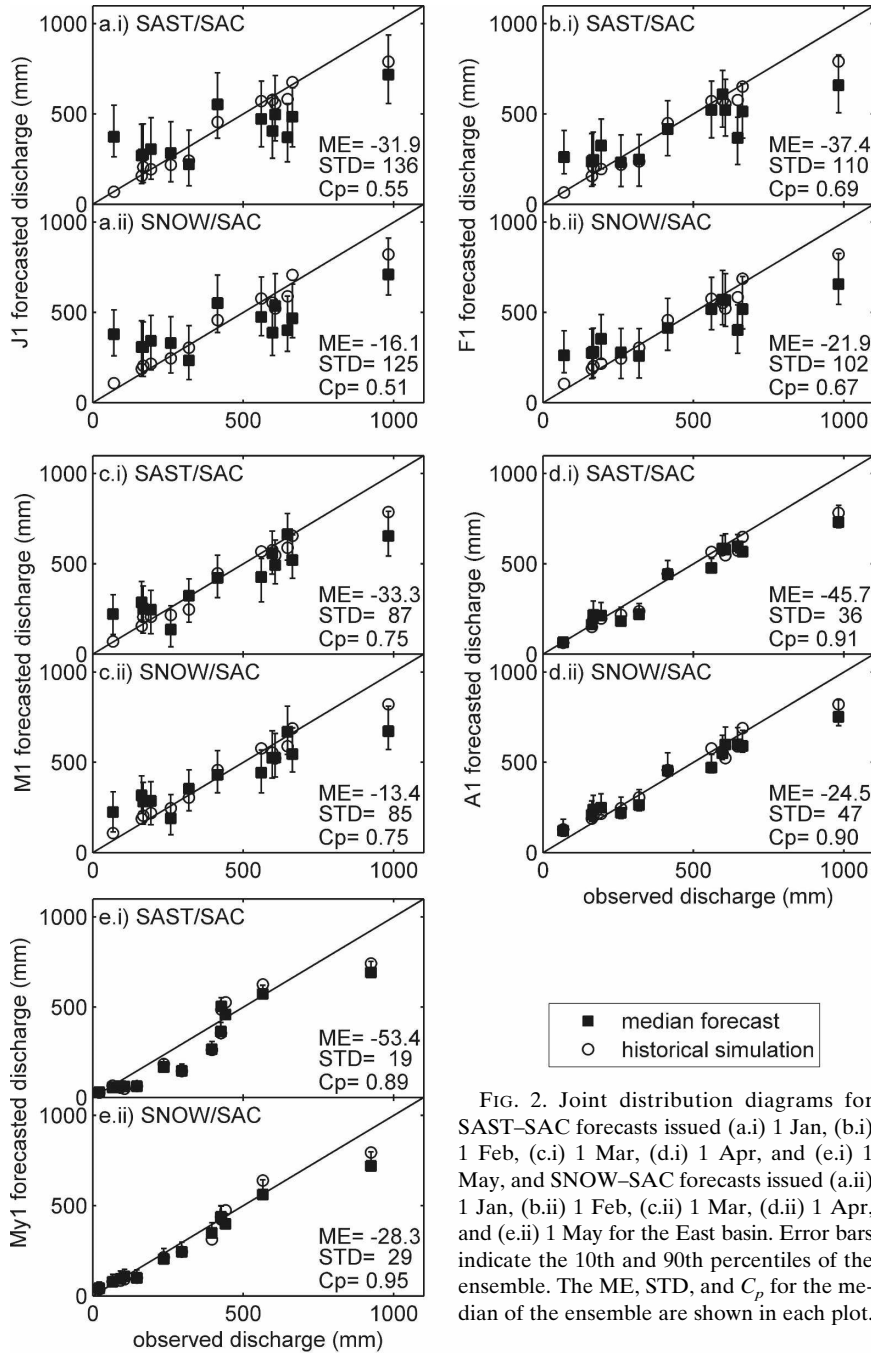 1000
500
0
J1 forecasted discharge (mm)
a.i) SAST/SAC
ME= -31.9
STD= 136
Cp= 0.55
1000
500
0
a.ii) SNOW/SAC
ME= -16.1
STD= 125
Cp= 0.51
0 500 1000
1000
500
0
F1 forecasted discharge (mm)
b.i) SAST/SAC
ME= -37.4
STD= 110
Cp= 0.69
1000
500
0
b.ii) SNOW/SAC
ME= -21.9
STD= 102
Cp= 0.67
0 500 1000
1000
500
0
M1 forecasted discharge (mm)
c.i) SAST/SAC
ME= -33.3
STD= 87
Cp= 0.75
1000
500
0
c.ii) SNOW/SAC
ME= -13.4
STD= 85
Cp= 0.75
0 500 1000
1000
500
0
A1 forecasted discharge (mm)
d.i) SAST/SAC
ME= -45.7
STD= 36
Cp= 0.91
1000
500
0
d.ii) SNOW/SAC
ME= -24.5
STD= 47
Cp= 0.90
0 500 1000
observed discharge (mm)
1000
500
0
My1 forecasted discharge (mm)
e.i) SAST/SAC
ME= -53.4
STD= 19
Cp= 0.89
1000
500
0
e.ii) SNOW/SAC
ME= -28.3
STD= 29
Cp= 0.95
0 500 1000
observed discharge (mm)
median forecast
historical simulation
FIG. 2. Joint distribution diagrams for
SAST–SAC forecasts issued (a.i) 1 Jan, (b.i)
1 Feb, (c.i) 1 Mar, (d.i) 1 Apr, and (e.i) 1
May, and SNOW–SAC forecasts issued (a.ii)
1 Jan, (b.ii) 1 Feb, (c.ii) 1 Mar, (d.ii) 1 Apr,
and (e.ii) 1 May for the East basin. Error bars
indicate the 10th and 90th percentiles of the
ensemble. The ME, STD, and Cp for the me-
dian of the ensemble are shown in each plot.